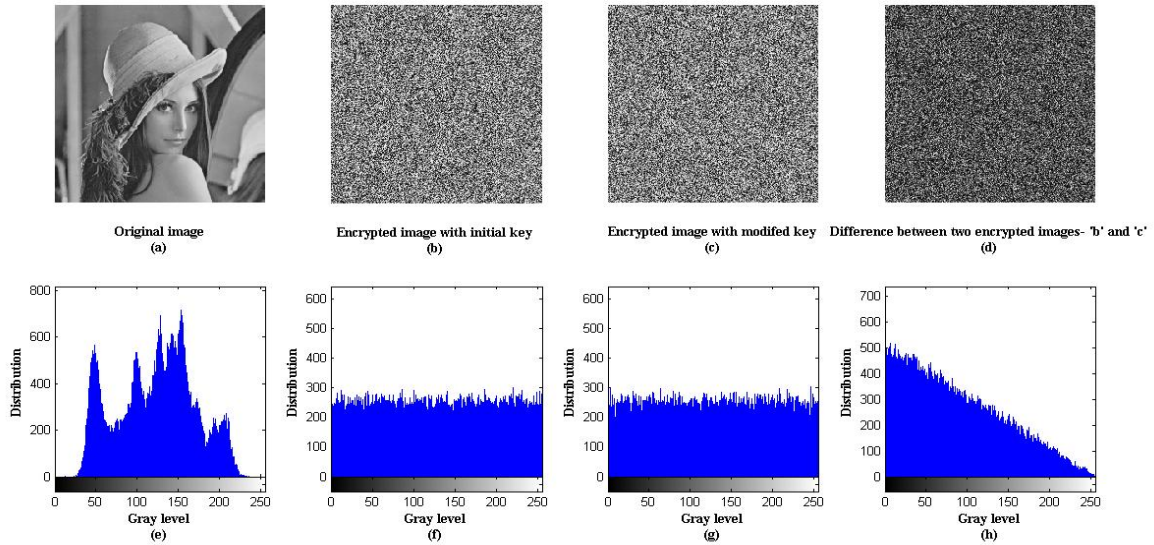 Original image
(a)
Encrypted image with initial key
(b)
Encrypted image with modifed key
(c)
Difference between two encrypted images- 'b' and 'c'
(d)
800
600
400
200
0
Distribution
0 50 100 150 200 250
Gray level
(e)
600
500
400
300
200
100
0
Distribution
0 50 100 150 200 250
Gray level
(f)
600
500
400
300
200
100
0
Distribution
0 50 100 150 200 250
Gray level
(g)
700
600
500
400
300
200
100
0
Distribution
0 50 100 150 200 250
Gray level
(h)